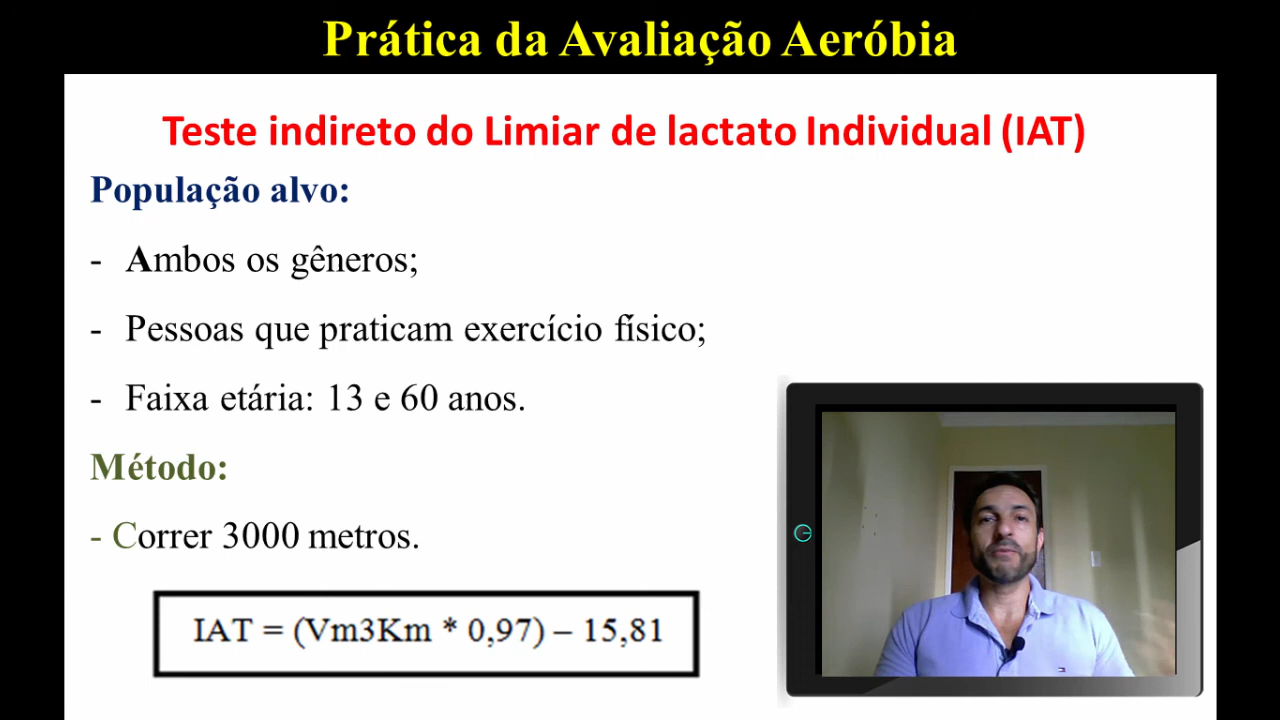 Prática da Avaliação Aeróbia
Teste indireto do Limiar de lactato Individual (IAT)
População alvo:
- Ambos os gêneros;
- Pessoas que praticam exercício físico;
- Faixa etária: 13 e 60 anos.
Método:
- Correr 3000 metros.
IAT = (Vm3Km * 0,97) – 15,81